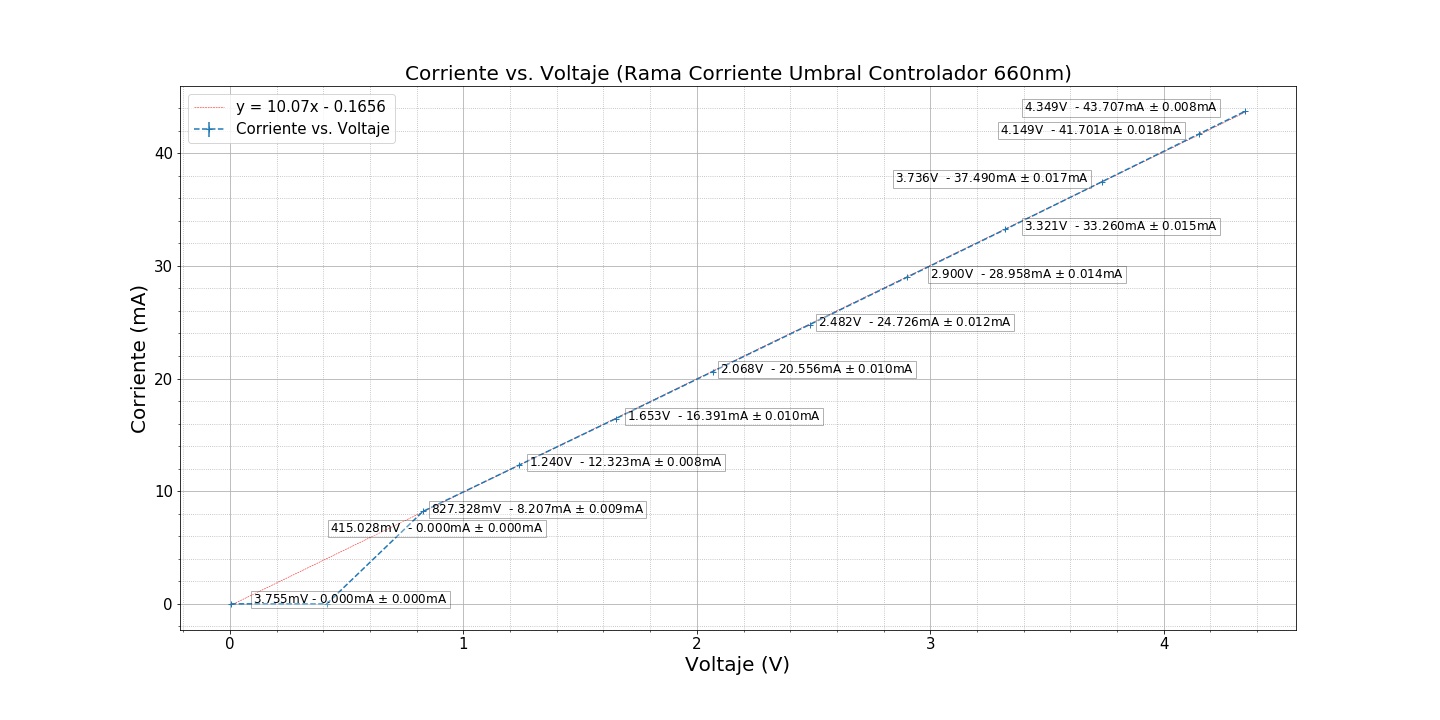 Corriente vs. Voltaje (Rama Corriente Umbral Controlador 660nm)
y = 10.07x - 0.1656
Corriente vs. Voltaje
4.349V - 43.707mA ± 0.008mA
4.149V - 41.701A ± 0.018mA
3.736V - 37.490mA ± 0.017mA
3.321V - 33.260mA ± 0.015mA
2.900V - 28.958mA ± 0.014mA
2.482V - 24.726mA ± 0.012mA
2.068V - 20.556mA ± 0.010mA
1.653V - 16.391mA ± 0.010mA
1.240V - 12.323mA ± 0.008mA
827.328mV - 8.207mA ± 0.009mA
415.028mV - 0.000mA ± 0.000mA
3.755mV - 0.000mA ± 0.000mA
40
30
20
10
0
Corriente (mA)
0 1 2 3 4
Voltaje (V)